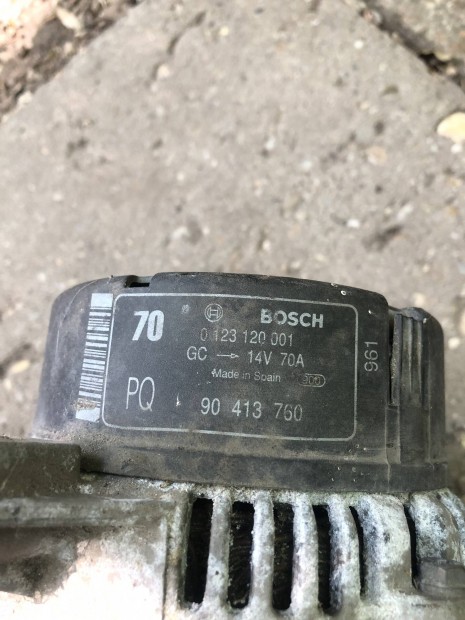 70 BOSCH
0 123 120 001
GC → 14V 70A
Made in Spain
PQ 90 413 760
961